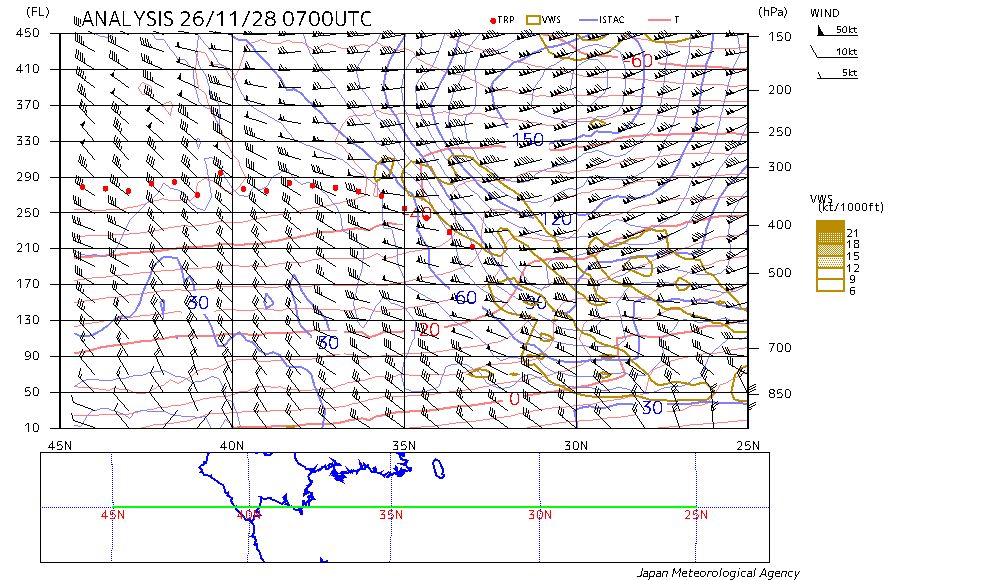 (FL) ANALYSIS 26/11/28 0700UTC TRP VWS ISTAC T (hPa) WIND
450 150 50kt
10kt
5kt
410 -60
370 200
330 150 250
290 300
VWS
(kt/1000ft)
250 -40 120 400
21
210 18
15
12
9
6
170 500
30 60 90
130 -20
30
90 700
50 0 850
30
10
45N 40N 35N 30N 25N
45N 40N 35N 30N 25N
Japan Meteorological Agency